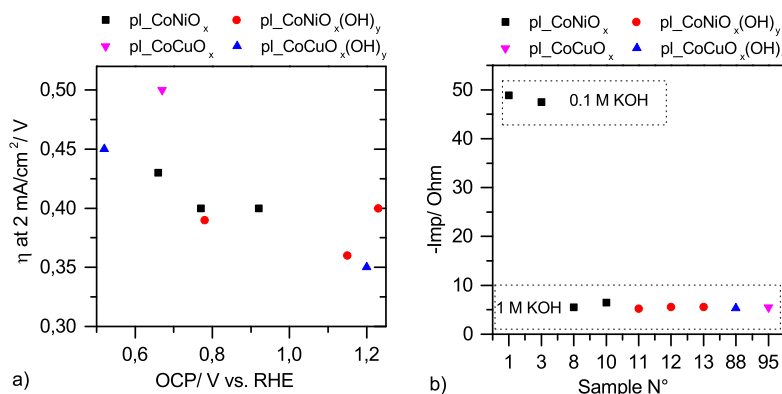 pl_CoNiOx pl_CoNiOx(OH)y
pl_CoCuOx pl_CoCuOx(OH)y
0,50
0,45
0,40
0,35
0,30
η at 2 mA/cm²/ V
0,6 0,8 1,0 1,2
OCP/ V vs. RHE
a)
pl_CoNiOx pl_CoNiOx(OH)y
pl_CoCuOx pl_CoCuOx(OH)y
50
40
30
20
10
0
-Imp/ Ohm
0.1 M KOH
1 M KOH
1 3 8 10 11 12 13 88 95
Sample N°
b)